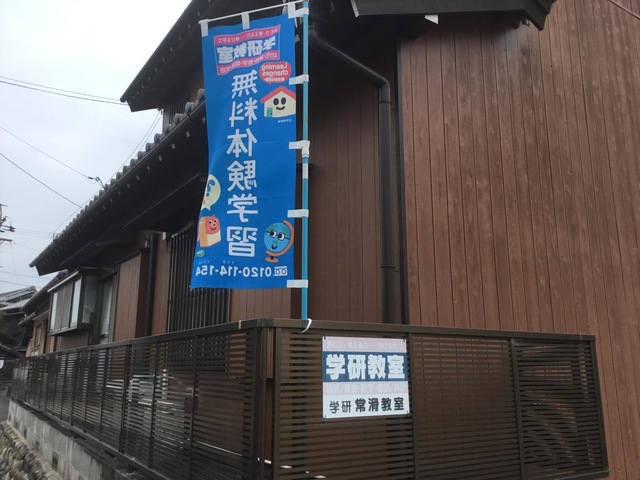 学研教室
Learning
changes
無料体験学習
0120-114-154
学研教室
学研 常滑教室